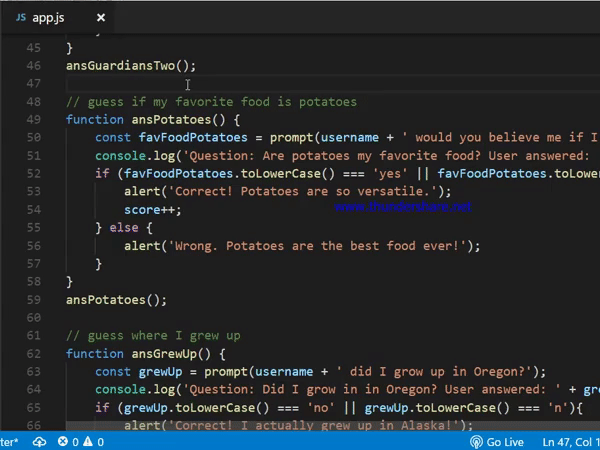 JS app.js ×
45 }
46 ansGuardiansTwo();
47
48 // guess if my favorite food is potatoes
49 function ansPotatoes() {
50 const favFoodPotatoes = prompt(username + ' would you believe me if I
51 console.log('Question: Are potatoes my favorite food? User answered:
52 if (favFoodPotatoes.toLowerCase() === 'yes' || favFoodPotatoes.toLowe
53 alert('Correct! Potatoes are so versatile.');
54 score++;
www.thundershare.net
55 } else {
56 alert('Wrong. Potatoes are the best food ever!');
57 }
58 }
59 ansPotatoes();
60
61 // guess where I grew up
62 function ansGrewUp() {
63 const grewUp = prompt(username + ' did I grow up in Oregon?');
64 console.log('Question: Did I grow in in Oregon? User answered: ' + gre
65 if (grewUp.toLowerCase() === 'no' || grewUp.toLowerCase() === 'n'){
66 alert('Correct! I actually grew up in Alaska!');
ter* 0 0 Go Live Ln 47, Col 1